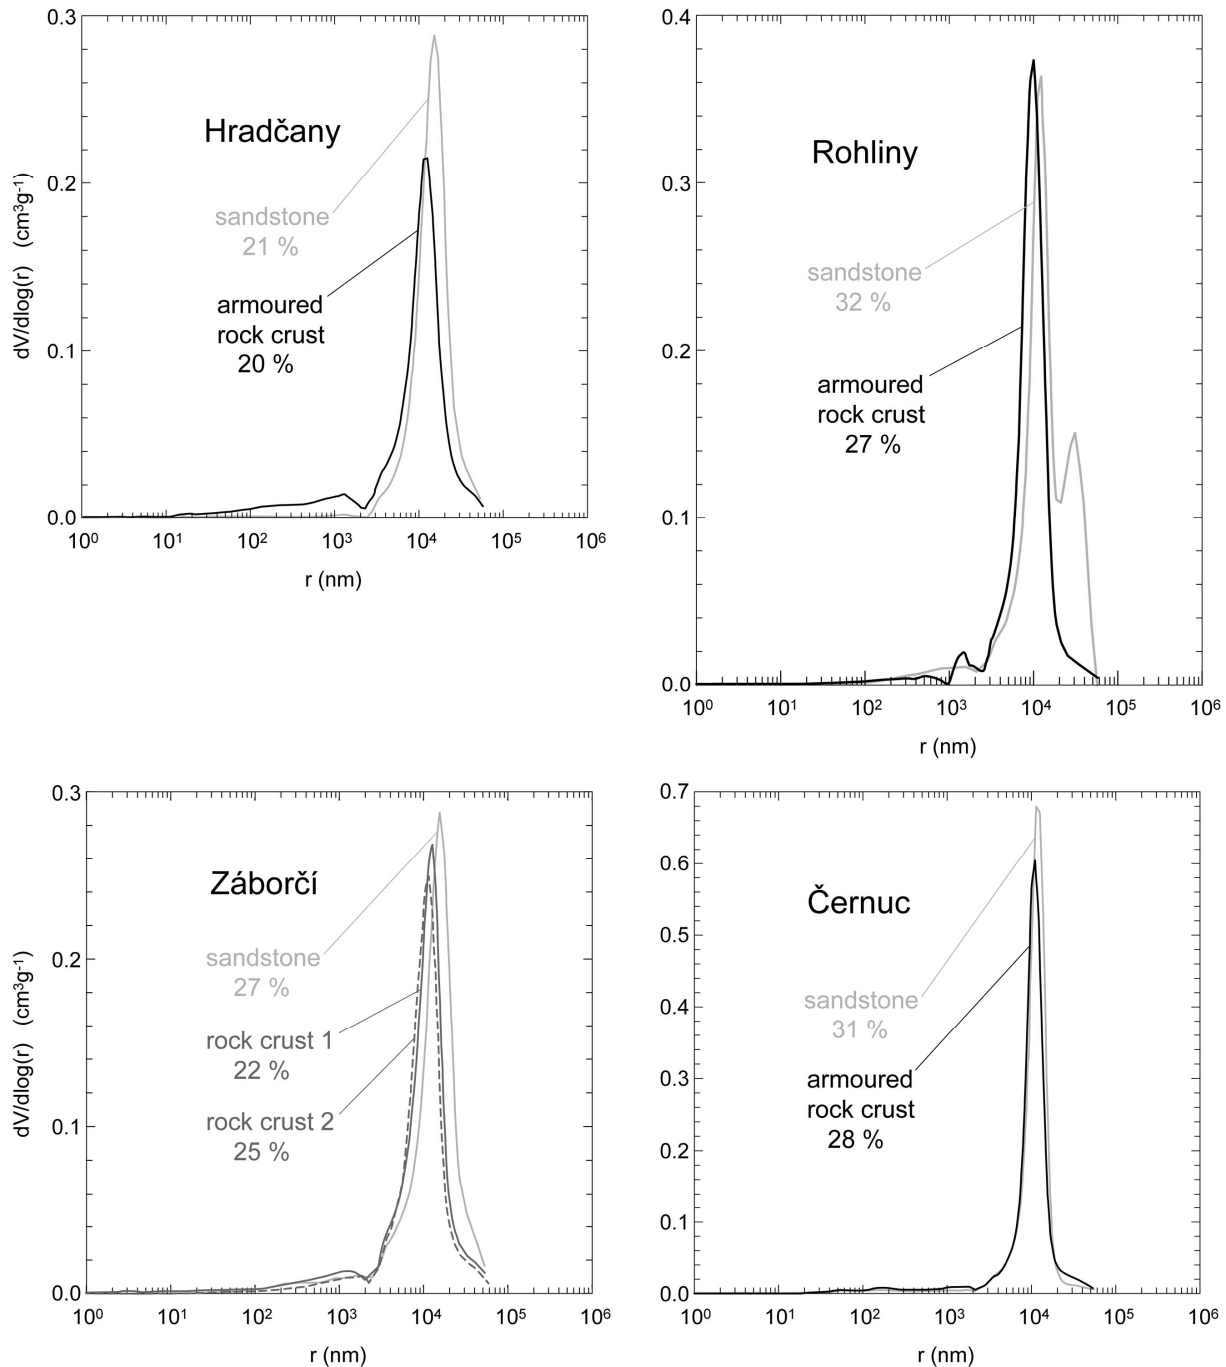 0.3
0.2
0.1
0.0
dV/dlog(r) (cm³g⁻¹)
Hradčany
sandstone
21 %
armoured
rock crust
20 %
10⁰ 10¹ 10² 10³ 10⁴ 10⁵ 10⁶
r (nm)
0.4
0.3
0.2
0.1
0.0
Rohliny
sandstone
32 %
armoured
rock crust
27 %
10⁰ 10¹ 10² 10³ 10⁴ 10⁵ 10⁶
r (nm)
0.3
0.2
0.1
0.0
dV/dlog(r) (cm³g⁻¹)
Záborčí
sandstone
27 %
rock crust 1
22 %
rock crust 2
25 %
10⁰ 10¹ 10² 10³ 10⁴ 10⁵ 10⁶
r (nm)
0.7
0.6
0.5
0.4
0.3
0.2
0.1
0.0
Černuc
sandstone
31 %
armoured
rock crust
28 %
10⁰ 10¹ 10² 10³ 10⁴ 10⁵ 10⁶
r (nm)